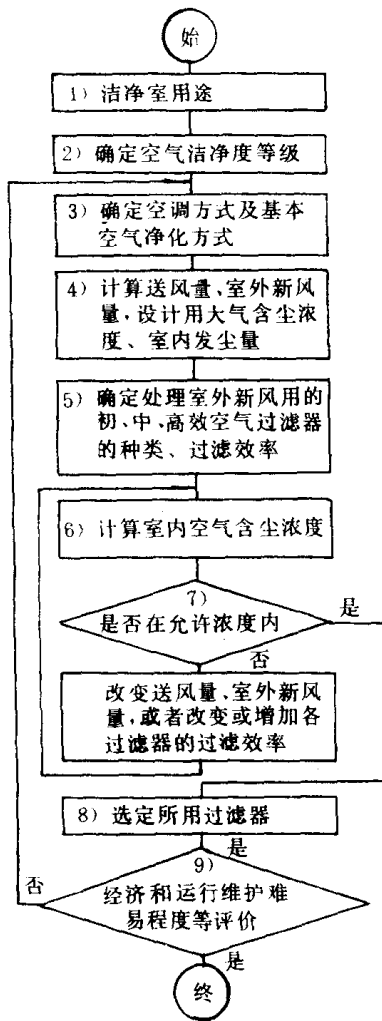 始
1) 洁净室用途
2) 确定空气洁净度等级
3) 确定空调方式及基本
空气净化方式
4) 计算送风量、室外新风
量,设计用大气含尘浓
度、室内发尘量
5) 确定处理室外新风用的
初、中、高效空气过滤器
的种类、过滤效率
6) 计算室内空气含尘浓度
7)
是否在允许浓度内
是
否
改变送风量、室外新风
量,或者改变或增加各
过滤器的过滤效率
8) 选定所用过滤器
是
9)
否
经济和运行维护难
易程度等评价
是
终